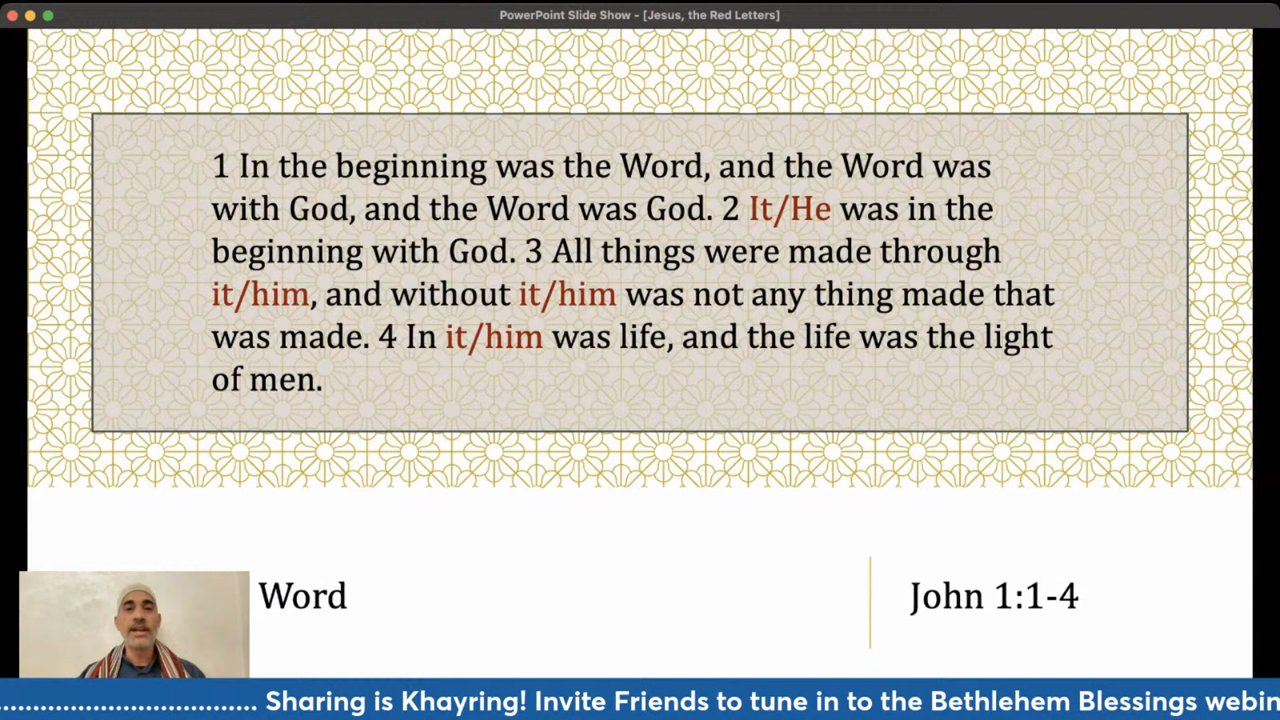 PowerPoint Slide Show - [Jesus, the Red Letters]
1 In the beginning was the Word, and the Word was
with God, and the Word was God. 2 It/He was in the
beginning with God. 3 All things were made through
it/him, and without it/him was not any thing made that
was made. 4 In it/him was life, and the life was the light
of men.
Word
John 1:1-4
................................. Sharing is Khayring! Invite Friends to tune in to the Bethlehem Blessings webin